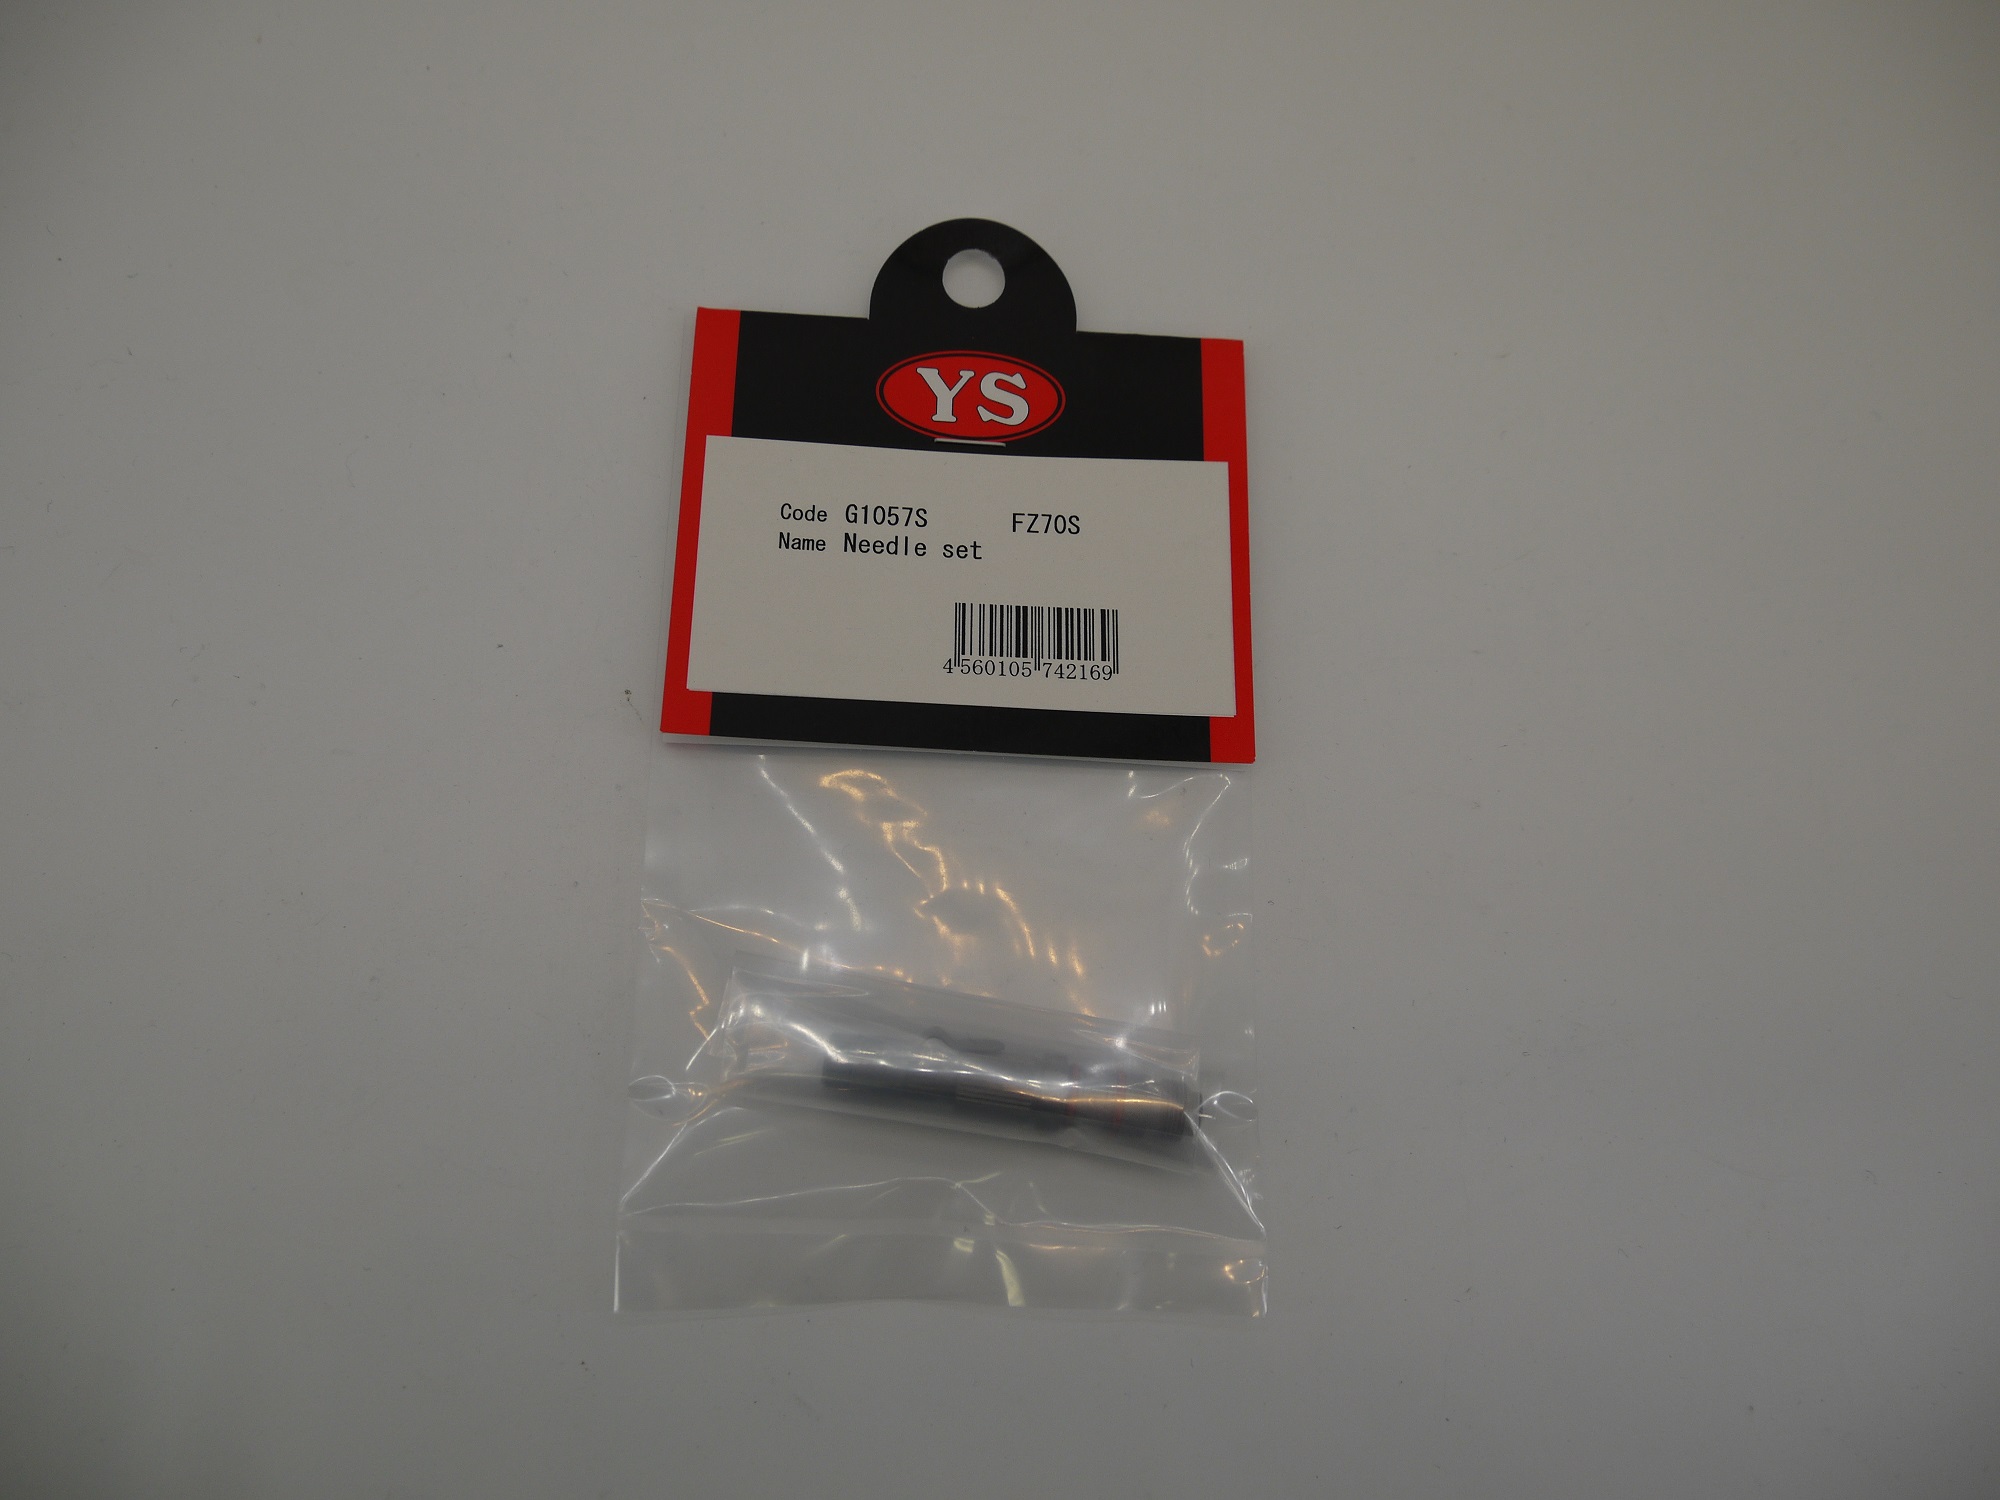 YS
Code G1057S FZ70S
Name Needle set
4 560105 742169